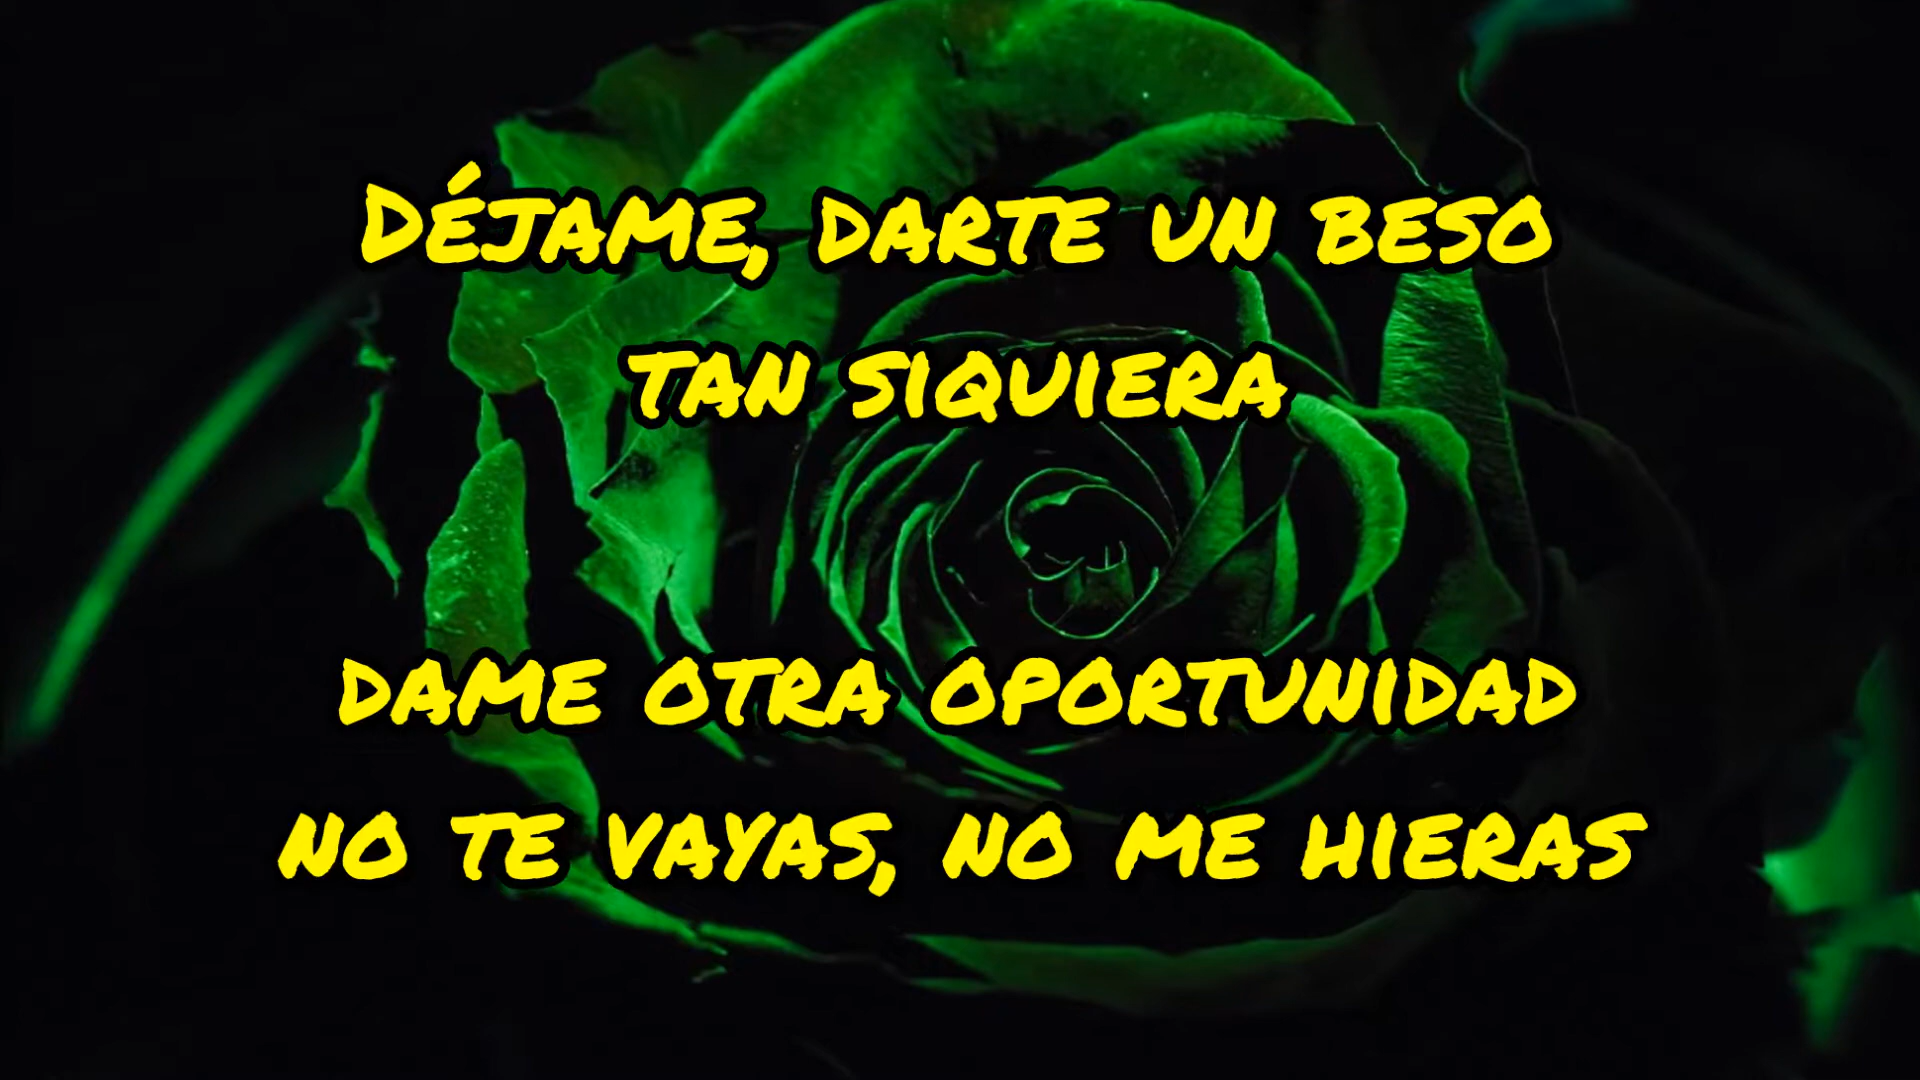 Déjame, darte un beso
tan siquiera
dame otra oportunidad
no te vayas, no me hieras